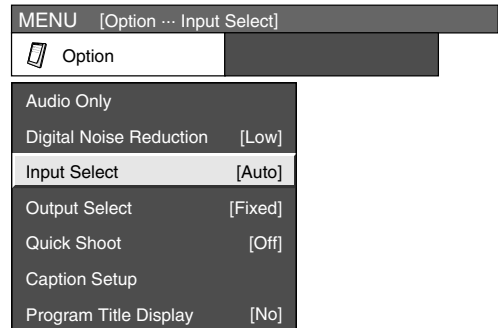 MENU [Option ··· Input Select]
Option
Audio Only
Digital Noise Reduction [Low]
Input Select [Auto]
Output Select [Fixed]
Quick Shoot [Off]
Caption Setup
Program Title Display [No]